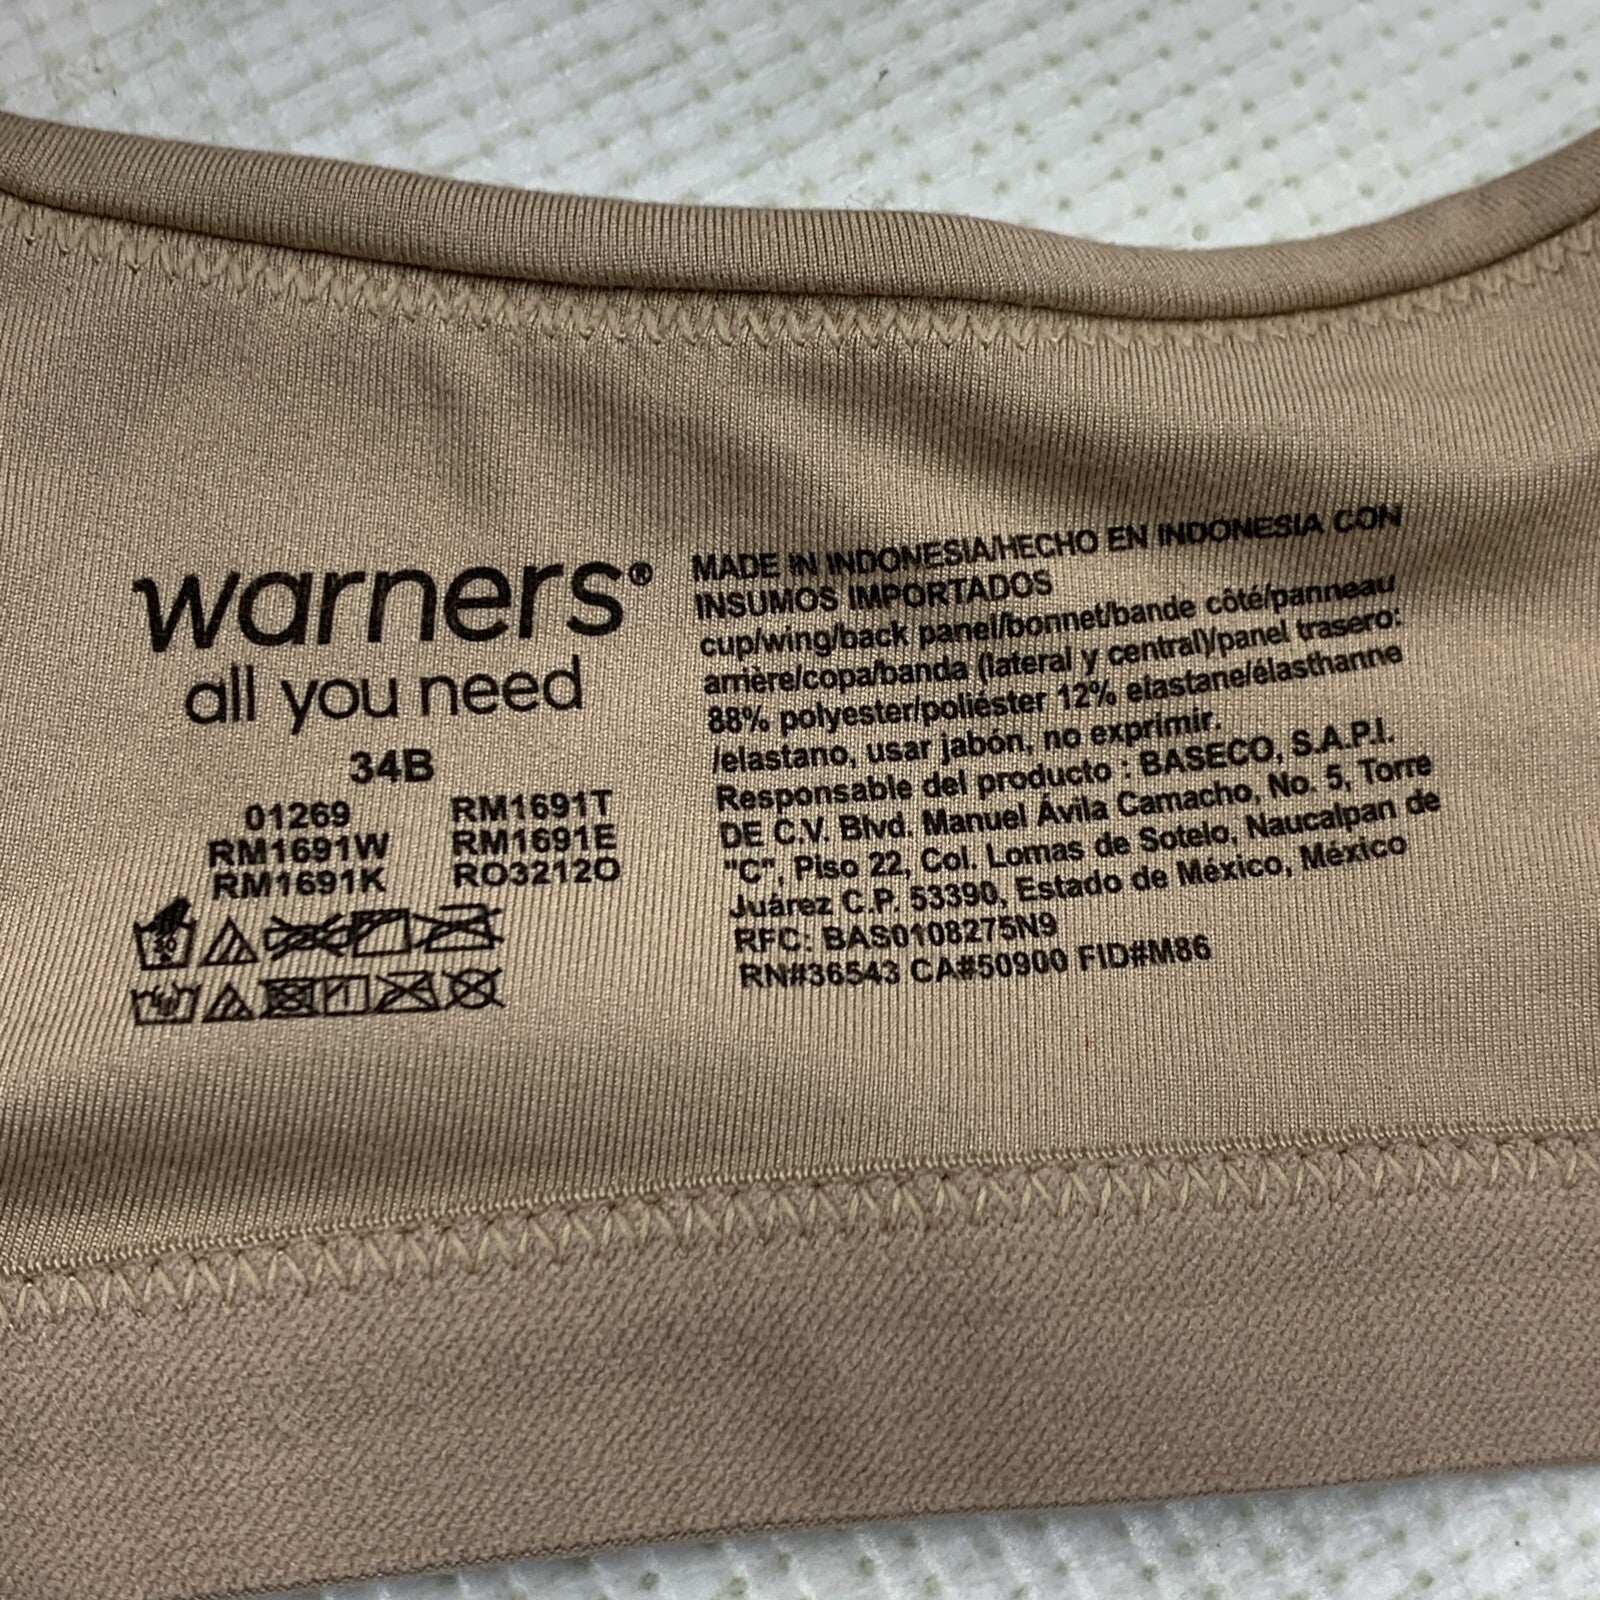 warners®
all you need
34B
01269 RM1691T
RM1691W RM1691E
RM1691K RO3212O
MADE IN INDONESIA/HECHO EN INDONESIA CON
INSUMOS IMPORTADOS
cup/wing/back panel/bonnet/bande côté/panneau
arrière/copa/banda (lateral y central)/panel trasero:
88% polyester/poliéster 12% elastane/élasthanne
/elastano, usar jabón, no exprimir.
Responsable del producto : BASECO, S.A.P.I.
DE C.V. Blvd. Manuel Ávila Camacho, No. 5, Torre
"C", Piso 22, Col. Lomas de Sotelo, Naucalpan de
Juárez C.P. 53390, Estado de México, México
RFC: BAS0108275N9
RN#36543 CA#50900 FID#M86